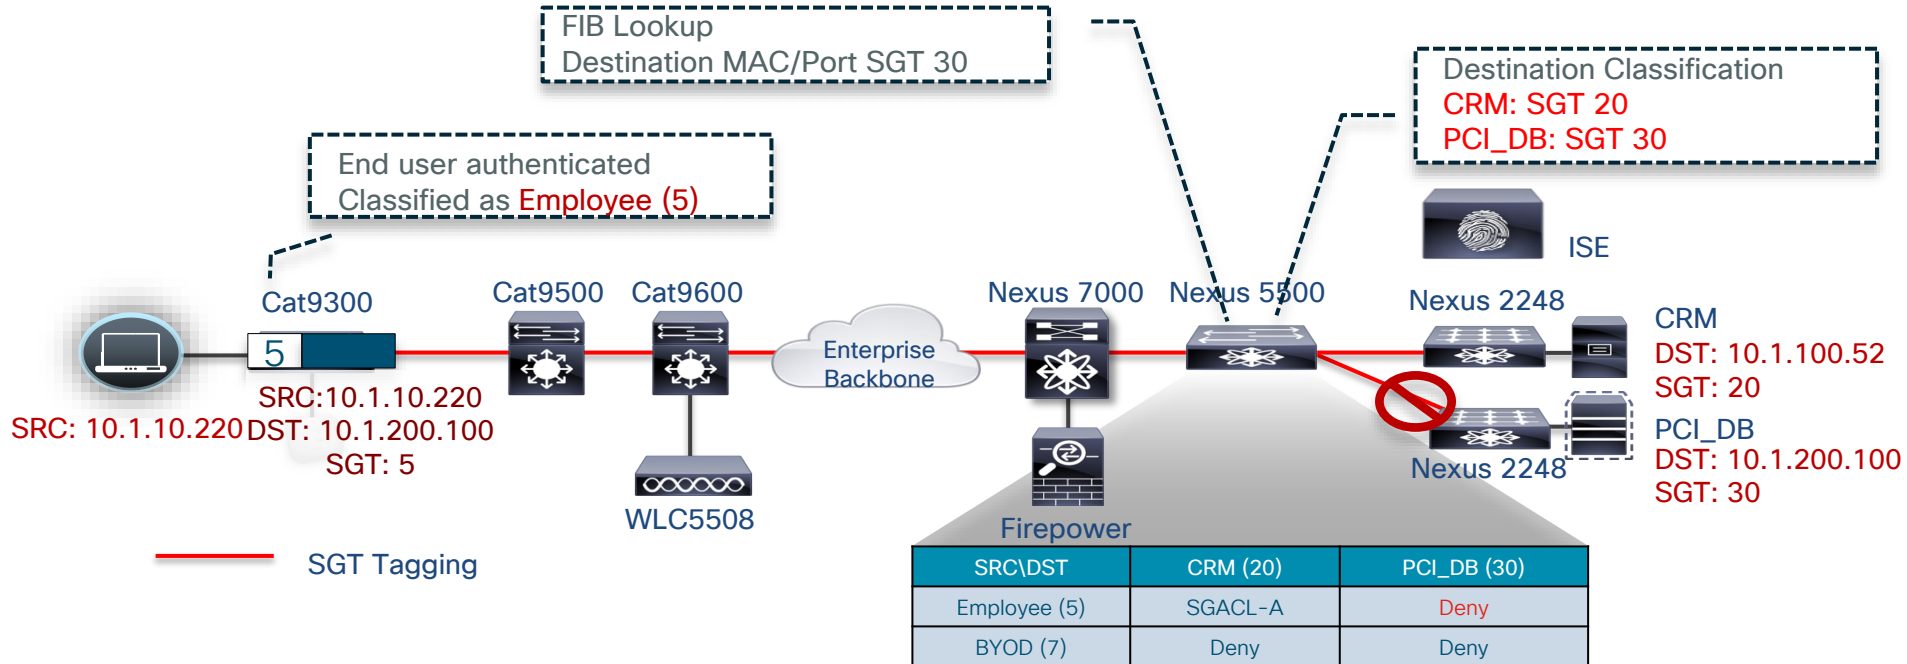 FIB Lookup
Destination MAC/Port SGT 30
Destination Classification
CRM: SGT 20
PCI_DB: SGT 30
End user authenticated
Classified as Employee (5)
ISE
Cat9300
Cat9500
Cat9600
Nexus 7000
Nexus 5500
Nexus 2248
5
Enterprise
Backbone
CRM
DST: 10.1.100.52
SGT: 20
SRC: 10.1.10.220
SRC:10.1.10.220
DST: 10.1.200.100
SGT: 5
PCI_DB
DST: 10.1.200.100
SGT: 30
Nexus 2248
WLC5508
Firepower
SGT Tagging
SRC\DST CRM (20) PCI_DB (30)
Employee (5) SGACL-A Deny
BYOD (7) Deny Deny